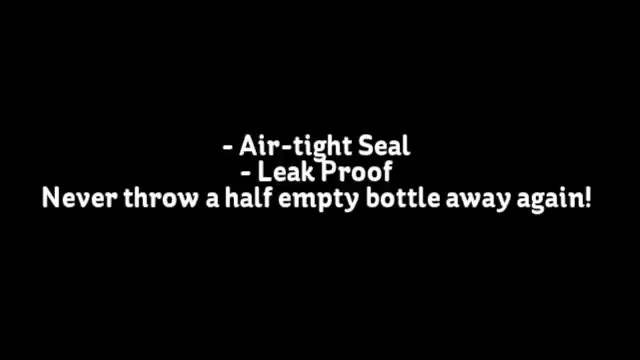 - Air-tight Seal
- Leak Proof
Never throw a half empty bottle away again!